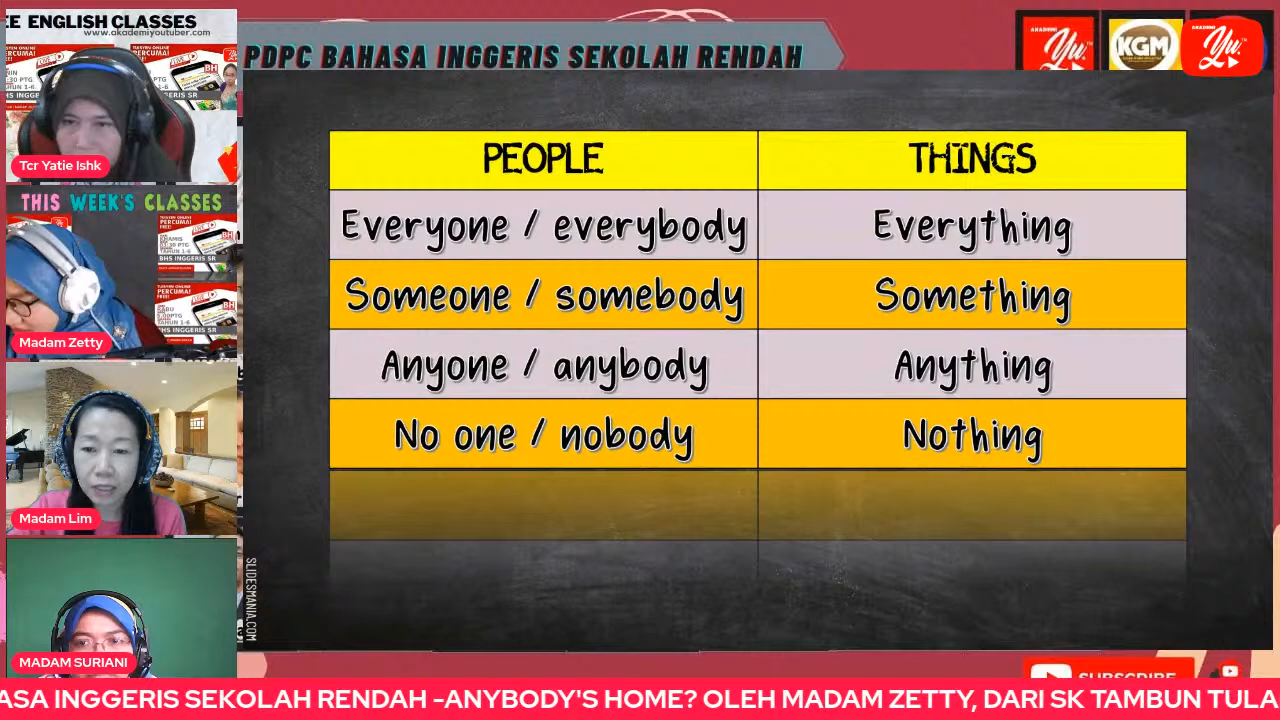 EE ENGLISH CLASSES
www.akademiyoutuber.com
Tcr Yatie Ishk
THIS WEEK'S CLASSES
Madam Zetty
Madam Lim
MADAM SURIANI
PDPC BAHASA INGGERIS SEKOLAH RENDAH
KGM
PEOPLE THINGS
Everyone / everybody Everything
Someone / somebody Something
Anyone / anybody Anything
No one / nobody Nothing
SLIDESMANIA.COM
ASA INGGERIS SEKOLAH RENDAH -ANYBODY'S HOME? OLEH MADAM ZETTY, DARI SK TAMBUN TULA